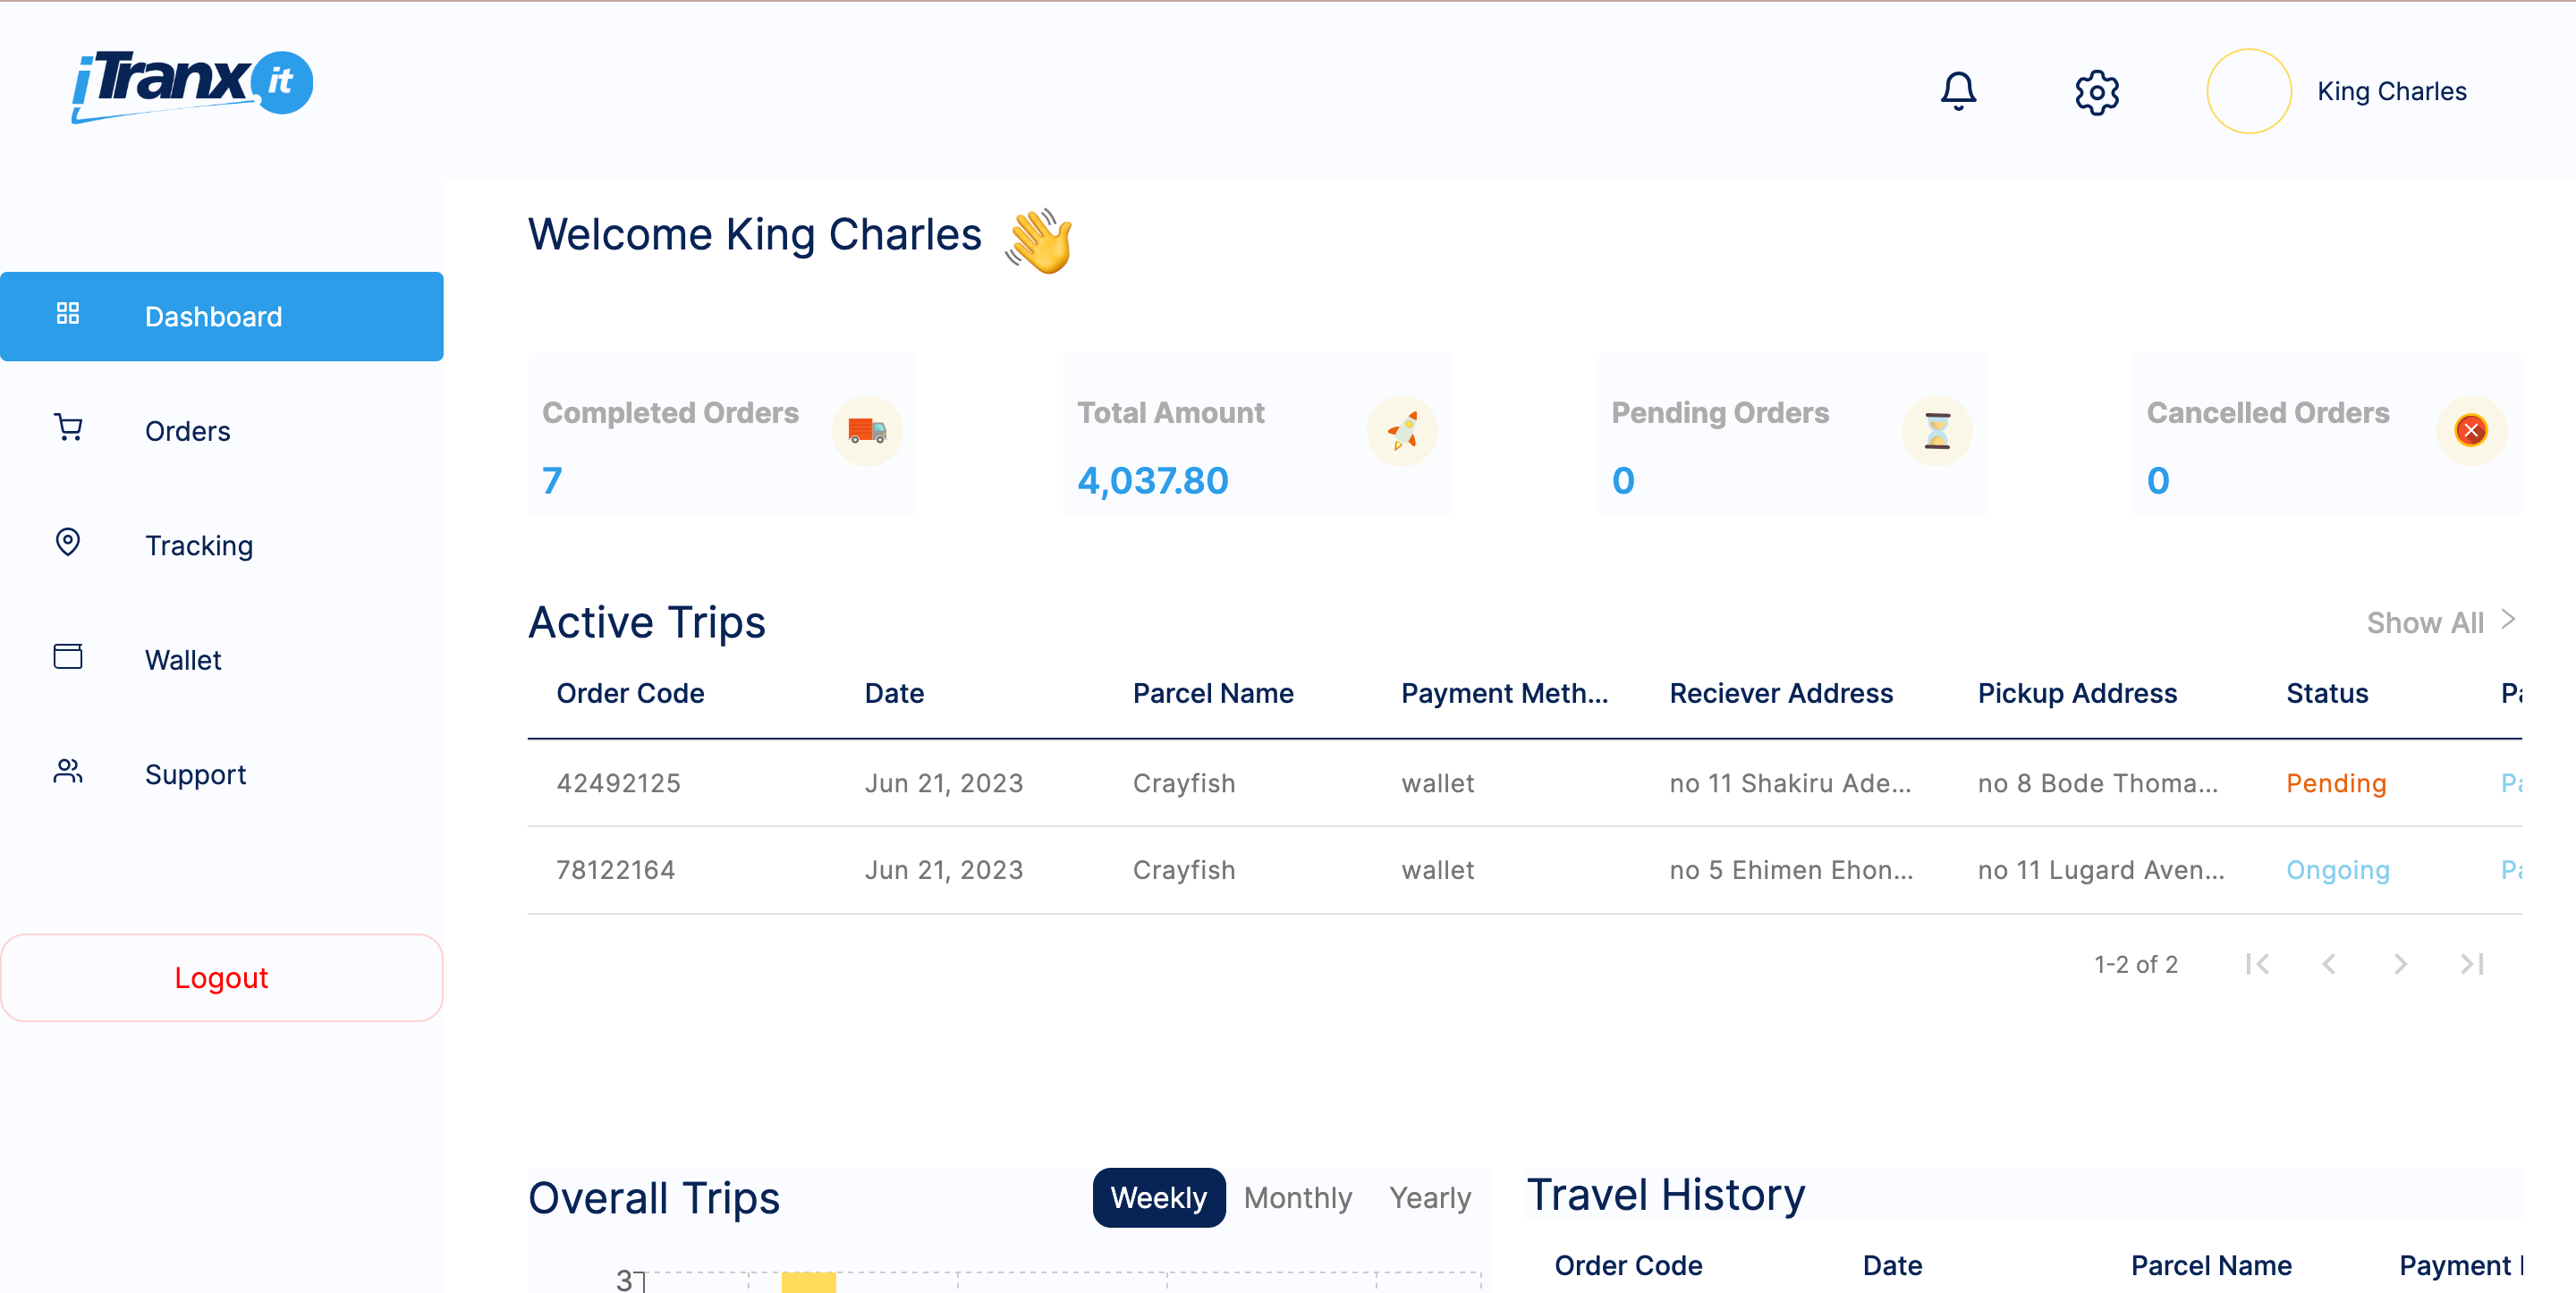 iTranx it
King Charles
Welcome King Charles
Dashboard
Orders
Tracking
Wallet
Support
Logout
Completed Orders
7
Total Amount
4,037.80
Pending Orders
0
Cancelled Orders
0
Active Trips
Show All
Order Code Date Parcel Name Payment Meth... Reciever Address Pickup Address Status
42492125 Jun 21, 2023 Crayfish wallet no 11 Shakiru Ade... no 8 Bode Thoma... Pending
78122164 Jun 21, 2023 Crayfish wallet no 5 Ehimen Ehon... no 11 Lugard Aven... Ongoing
1-2 of 2
Overall Trips
Weekly Monthly Yearly
3
Travel History
Order Code Date Parcel Name Payment